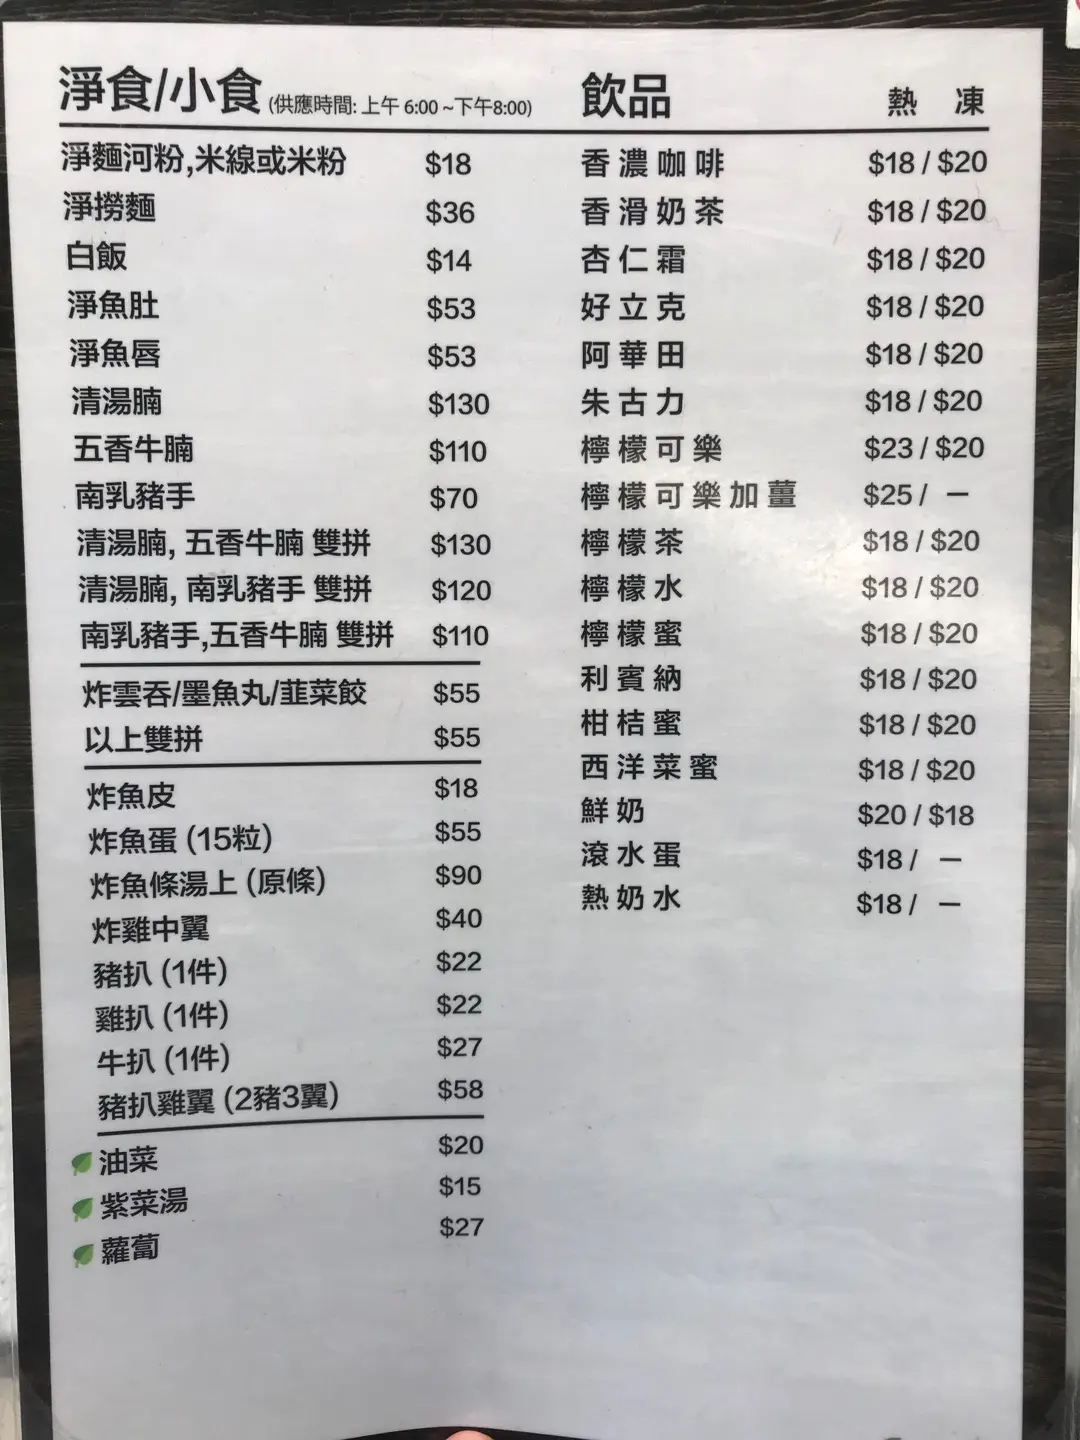 淨食/小食 (供應時間: 上午 6:00 ~下午8:00)
淨麵河粉,米線或米粉 $18
淨撈麵 $36
白飯 $14
淨魚肚 $53
淨魚唇 $53
清湯腩 $130
五香牛腩 $110
南乳豬手 $70
清湯腩, 五香牛腩 雙拼 $130
清湯腩, 南乳豬手 雙拼 $120
南乳豬手,五香牛腩 雙拼 $110
炸雲吞/墨魚丸/韮菜餃 $55
以上雙拼 $55
炸魚皮 $18
炸魚蛋 (15粒) $55
炸魚條湯上 (原條) $90
炸雞中翼 $40
豬扒 (1件) $22
雞扒 (1件) $22
牛扒 (1件) $27
豬扒雞翼 (2豬3翼) $58
油菜 $20
紫菜湯 $15
蘿蔔 $27
飲品 熱 凍
香濃咖啡 $18 / $20
香滑奶茶 $18 / $20
杏仁霜 $18 / $20
好立克 $18 / $20
阿華田 $18 / $20
朱古力 $18 / $20
檸檬可樂 $23 / $20
檸檬可樂加薑 $25 / —
檸檬茶 $18 / $20
檸檬水 $18 / $20
檸檬蜜 $18 / $20
利賓納 $18 / $20
柑桔蜜 $18 / $20
西洋菜蜜 $18 / $20
鮮奶 $20 / $18
滾水蛋 $18 / —
熱奶水 $18 / —